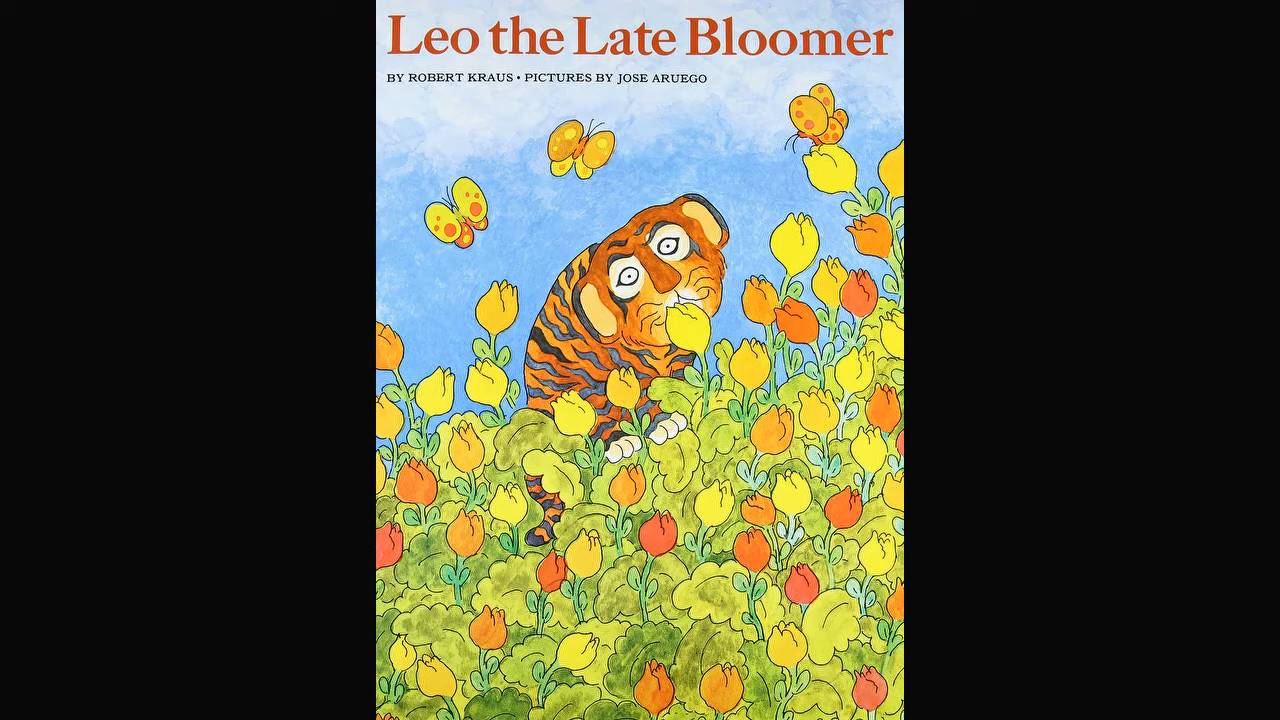 Leo the Late Bloomer
BY ROBERT KRAUS • PICTURES BY JOSE ARUEGO